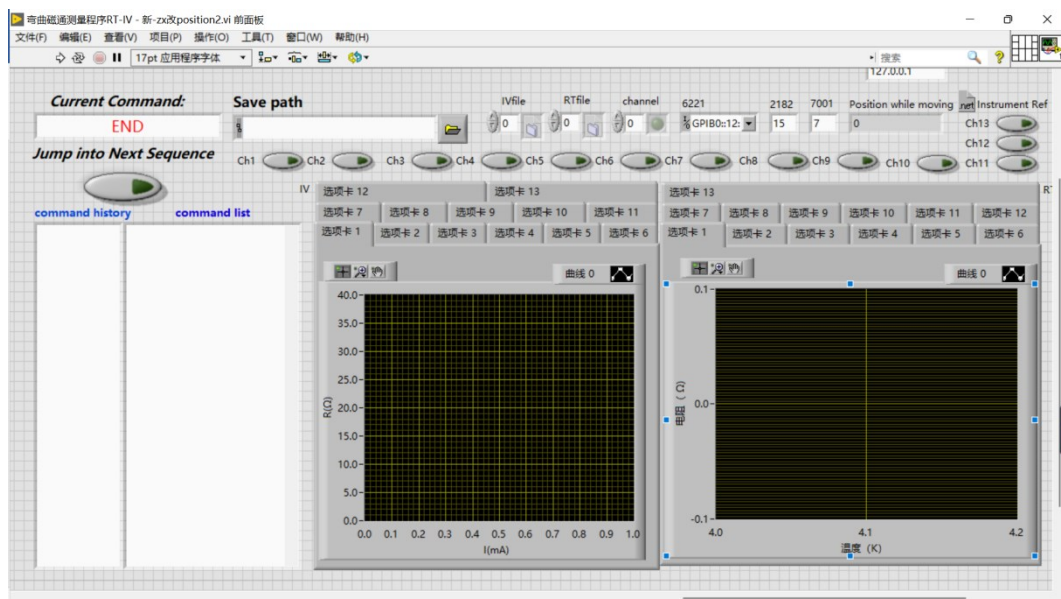 弯曲磁通测量程序RT-IV - 新-zx改position2.vi 前面板
文件(F) 编辑(E) 查看(V) 项目(P) 操作(O) 工具(T) 窗口(W) 帮助(H)
17pt 应用程序字体 搜索
127.0.0.1
Current Command: Save path IVfile RTfile channel 6221 2182 7001 Position while moving .net Instrument Ref
END 0 0 0 GPIB0::12: 15 7 0 Ch13
Ch12
Jump into Next Sequence Ch1 Ch2 Ch3 Ch4 Ch5 Ch6 Ch7 Ch8 Ch9 Ch10 Ch11
IV 选项卡 12 选项卡 13 选项卡 13
command history command list 选项卡 7 选项卡 8 选项卡 9 选项卡 10 选项卡 11 选项卡 7 选项卡 8 选项卡 9 选项卡 10 选项卡 11 选项卡 12
选项卡 1 选项卡 2 选项卡 3 选项卡 4 选项卡 5 选项卡 6 选项卡 1 选项卡 2 选项卡 3 选项卡 4 选项卡 5 选项卡 6
曲线 0 曲线 0
40.0
35.0
30.0
25.0
20.0
15.0
10.0
5.0
0.0
R(Ω)
0.0 0.1 0.2 0.3 0.4 0.5 0.6 0.7 0.8 0.9 1.0
I(mA)
0.1
0.0
-0.1
电阻 (Ω)
4.0 4.1 4.2
温度 (K)